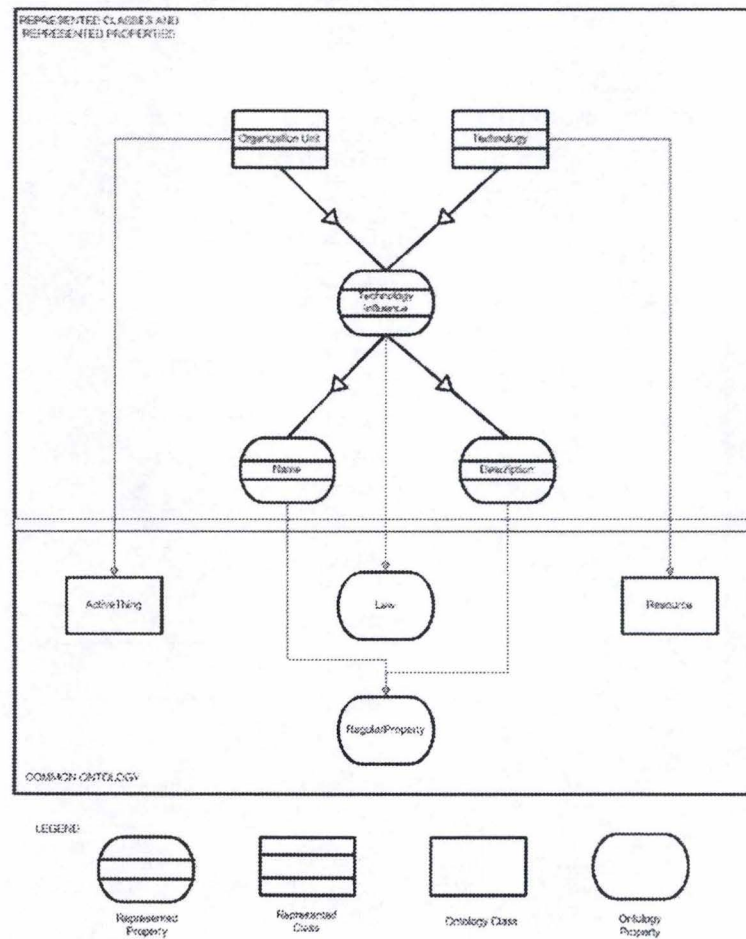 REPRESENTED CLASSES AND
REPRESENTED PROPERTIES
Organization Unit
Technology
Technology
Influence
Name
Description
ActiveThing
Law
Resource
RegularProperty
COMMON ONTOLOGY
LEGEND
Represented
Property
Represented
Class
Ontology Class
Ontology
Property